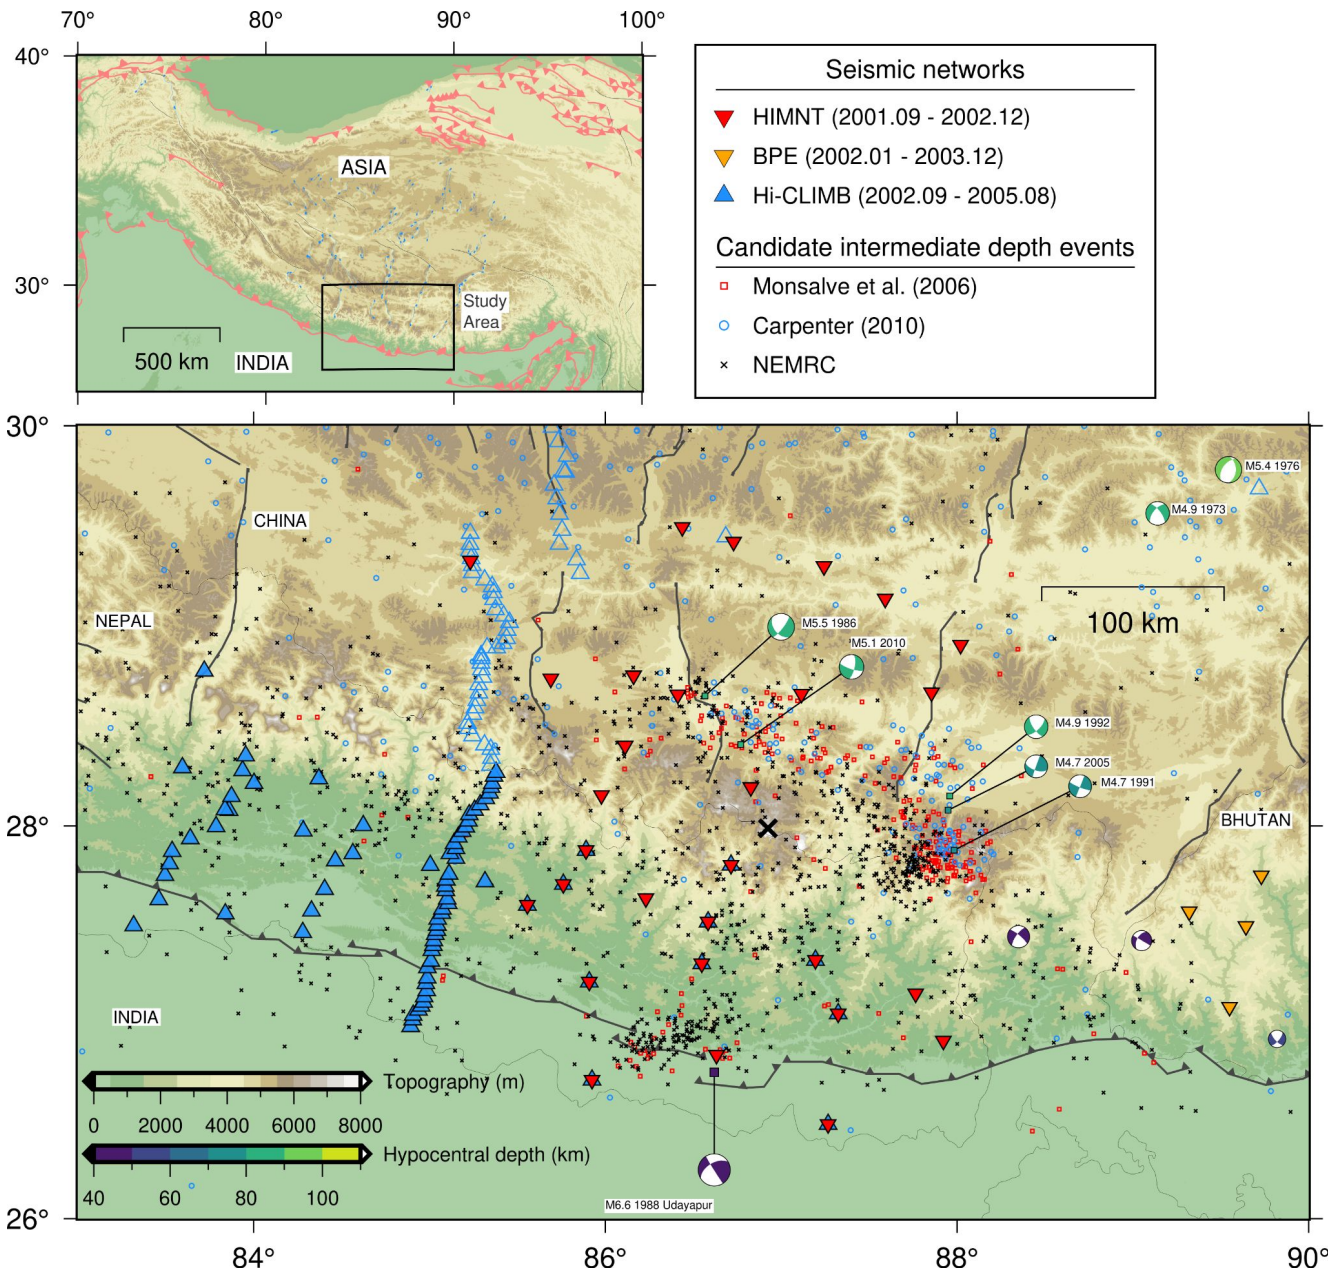 70° 80° 90° 100°
40°
30°
ASIA
Study
Area
500 km
INDIA
Seismic networks
HIMNT (2001.09 - 2002.12)
BPE (2002.01 - 2003.12)
Hi-CLIMB (2002.09 - 2005.08)
Candidate intermediate depth events
Monsalve et al. (2006)
Carpenter (2010)
NEMRC
30°
M5.4 1976
M4.9 1973
CHINA
NEPAL
100 km
M5.5 1986
M5.1 2010
M4.9 1992
M4.7 2005
M4.7 1991
28°
BHUTAN
INDIA
Topography (m)
0 2000 4000 6000 8000
Hypocentral depth (km)
40 60 80 100
M6.6 1988 Udayapur
26°
84° 86° 88° 90°